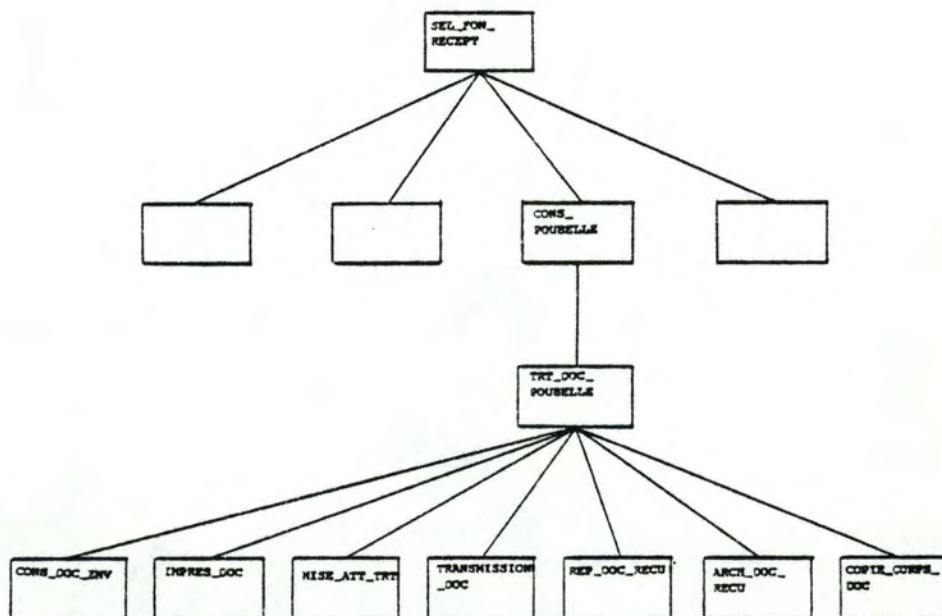 SEL_FON_
RECEPT
CONS_
POUBELLE
TRT_DOC_
POUBELLE
CONS_DOC_ENV
IMPRES_DOC
MISE_ATT_TRT
TRANSMISSION
_DOC
REP_DOC_RECU
ARCH_DOC_
RECU
COPIE_CORPS_
DOC